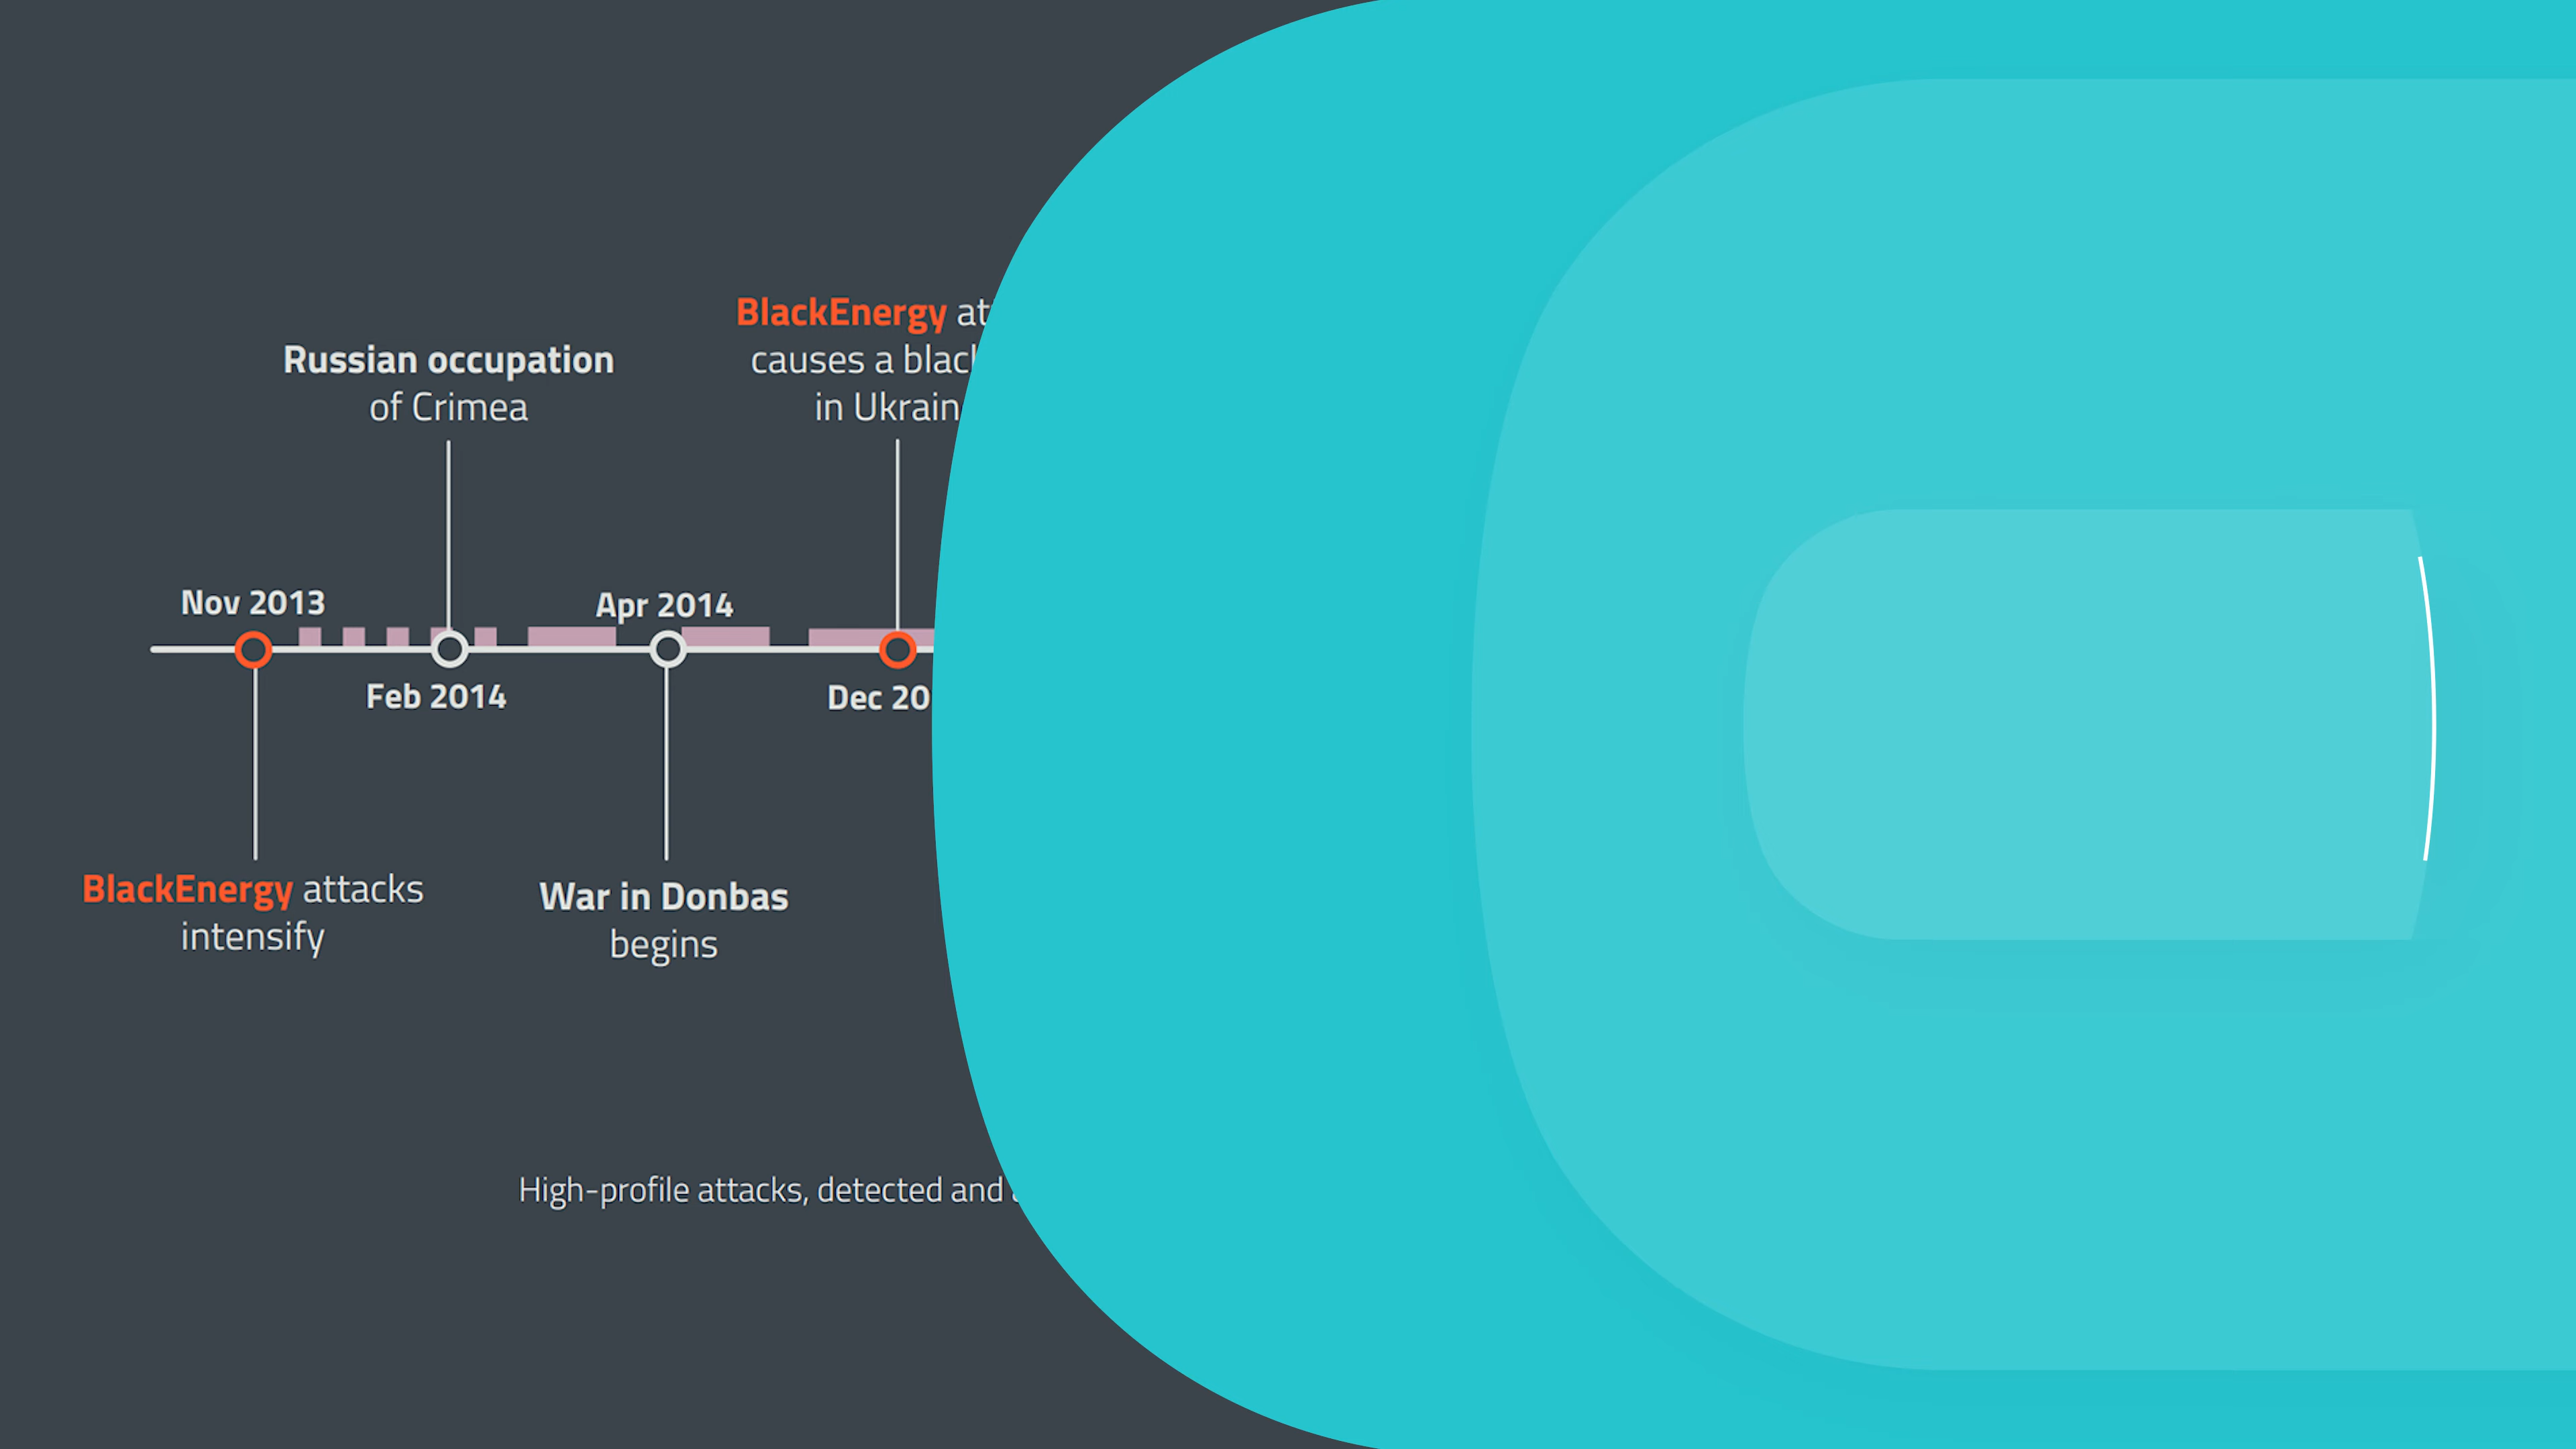 BlackEnergy
causes a
in
Russian occupation
of Crimea
Nov 2013
Apr 2014
Feb 2014
Dec
BlackEnergy attacks
intensify
War in Donbas
begins
High-profile attacks, detected and